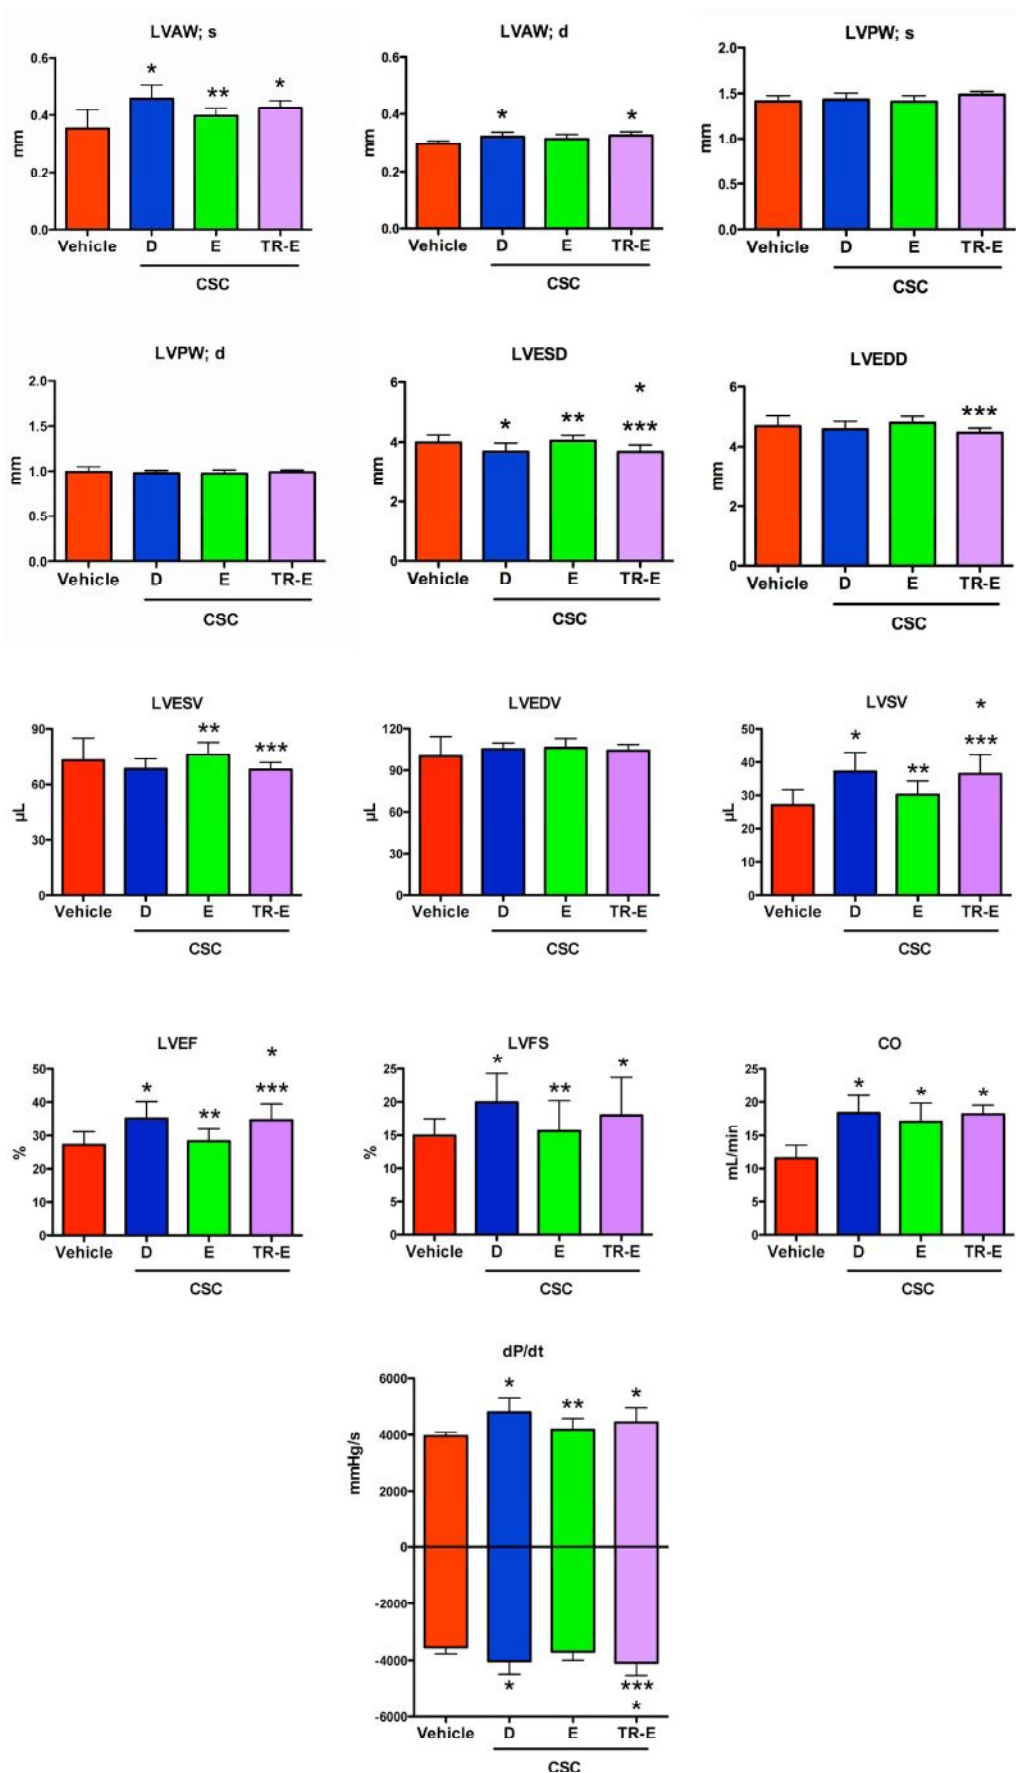 LVAW; s
LVAW; d
LVPW; s
0.6
0.4
0.2
0.0
mm
*
**
*
Vehicle D E TR-E
CSC
0.6
0.4
0.2
0.0
mm
*
*
Vehicle D E TR-E
CSC
2.0
1.5
1.0
0.5
0.0
mm
Vehicle D E TR-E
CSC
LVPW; d
LVESD
LVEDD
2.0
1.5
1.0
0.5
0.0
mm
Vehicle D E TR-E
CSC
6
4
2
0
mm
*
**
*
***
Vehicle D E TR-E
CSC
6
4
2
0
mm
***
Vehicle D E TR-E
CSC
LVESV
LVEDV
LVSV
90
60
30
0
µL
**
***
Vehicle D E TR-E
CSC
120
90
60
30
0
µL
Vehicle D E TR-E
CSC
50
40
30
20
10
0
µL
*
**
*
***
Vehicle D E TR-E
CSC
LVEF
LVFS
CO
50
40
30
20
10
0
%
*
**
*
***
Vehicle D E TR-E
CSC
25
20
15
10
5
0
%
*
**
*
Vehicle D E TR-E
CSC
25
20
15
10
5
0
mL/min
*
*
*
Vehicle D E TR-E
CSC
dP/dt
6000
4000
2000
0
-2000
-4000
-6000
mmHg/s
*
**
*
*
***
*
Vehicle D E TR-E
CSC